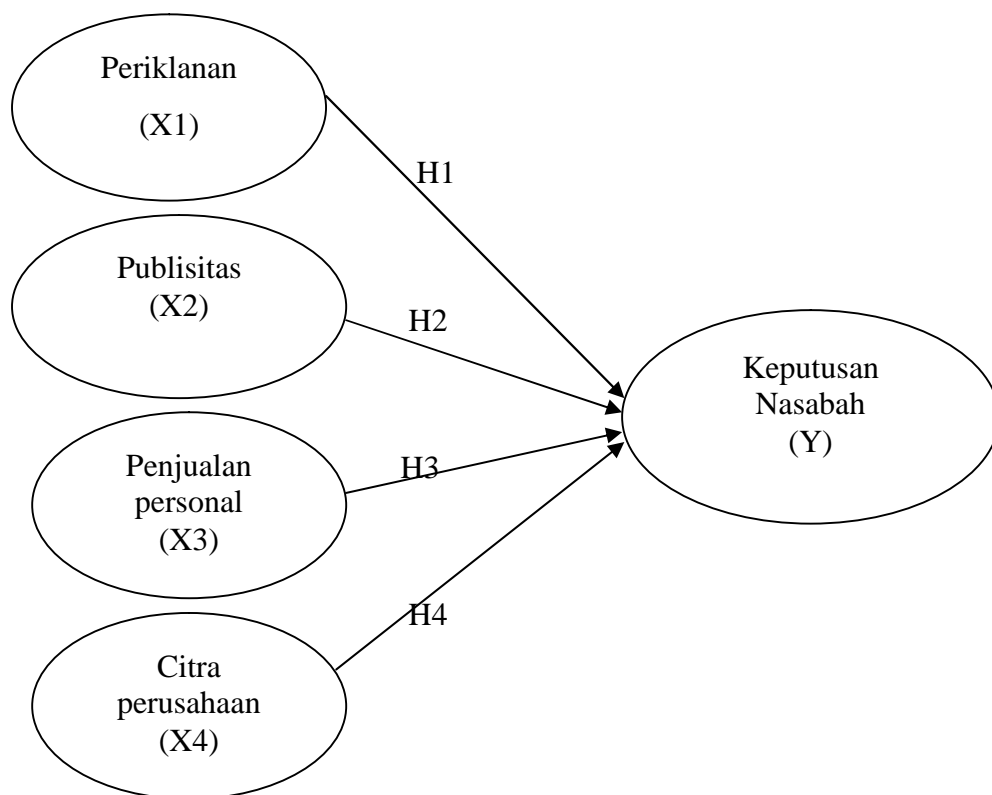 Periklanan
(X1)
H1
Publisitas
(X2)
H2
Keputusan
Nasabah
(Y)
Penjualan
personal
(X3)
H3
H4
Citra
perusahaan
(X4)